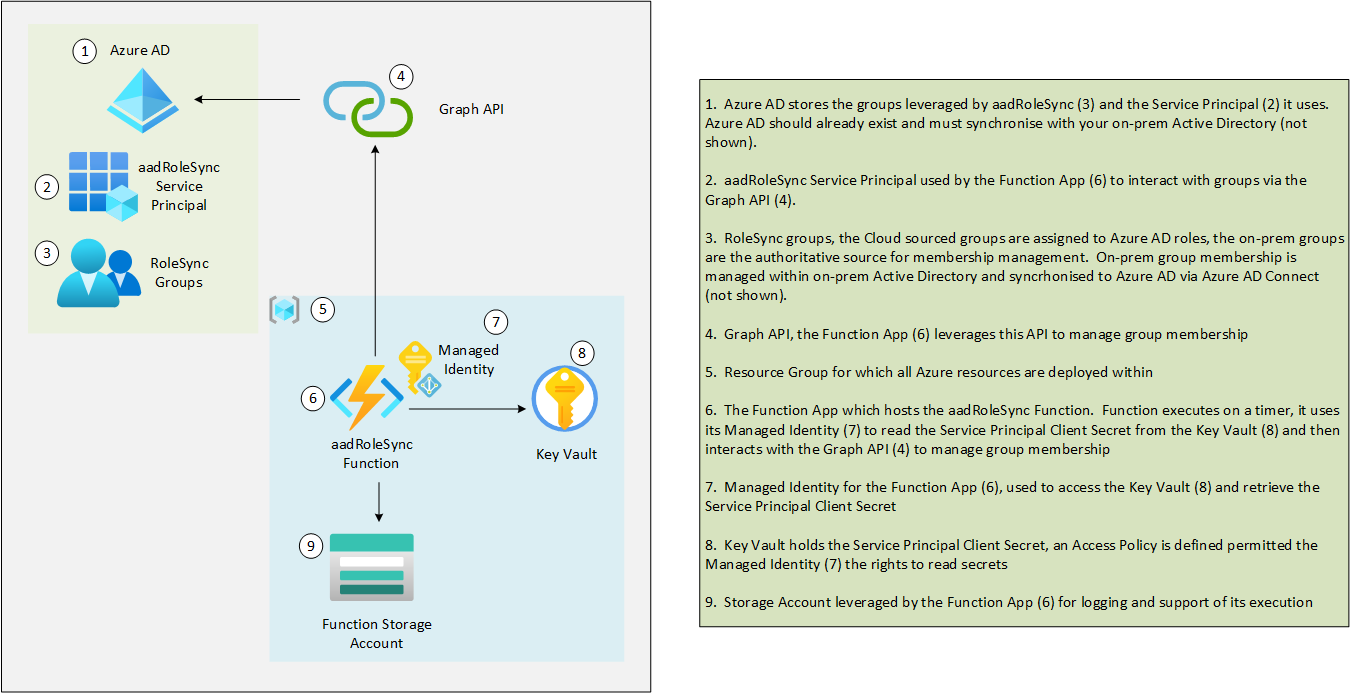 1
Azure AD
4
Graph API
2
aadRoleSync
Service
Principal
3
RoleSync
Groups
5
7
Managed
Identity
8
6
aadRoleSync
Function
Key Vault
9
Function Storage
Account
1. Azure AD stores the groups leveraged by aadRoleSync (3) and the Service Principal (2) it uses.
Azure AD should already exist and must synchronise with your on-prem Active Directory (not
shown).
2. aadRoleSync Service Principal used by the Function App (6) to interact with groups via the
Graph API (4).
3. RoleSync groups, the Cloud sourced groups are assigned to Azure AD roles, the on-prem groups
are the authoritative source for membership management. On-prem group membership is
managed within on-prem Active Directory and syncrhonised to Azure AD via Azure AD Connect
(not shown).
4. Graph API, the Function App (6) leverages this API to manage group membership
5. Resource Group for which all Azure resources are deployed within
6. The Function App which hosts the aadRoleSync Function. Function executes on a timer, it uses
its Managed Identity (7) to read the Service Principal Client Secret from the Key Vault (8) and then
interacts with the Graph API (4) to manage group membership
7. Managed Identity for the Function App (6), used to access the Key Vault (8) and retrieve the
Service Principal Client Secret
8. Key Vault holds the Service Principal Client Secret, an Access Policy is defined permitted the
Managed Identity (7) the rights to read secrets
9. Storage Account leveraged by the Function App (6) for logging and support of its execution